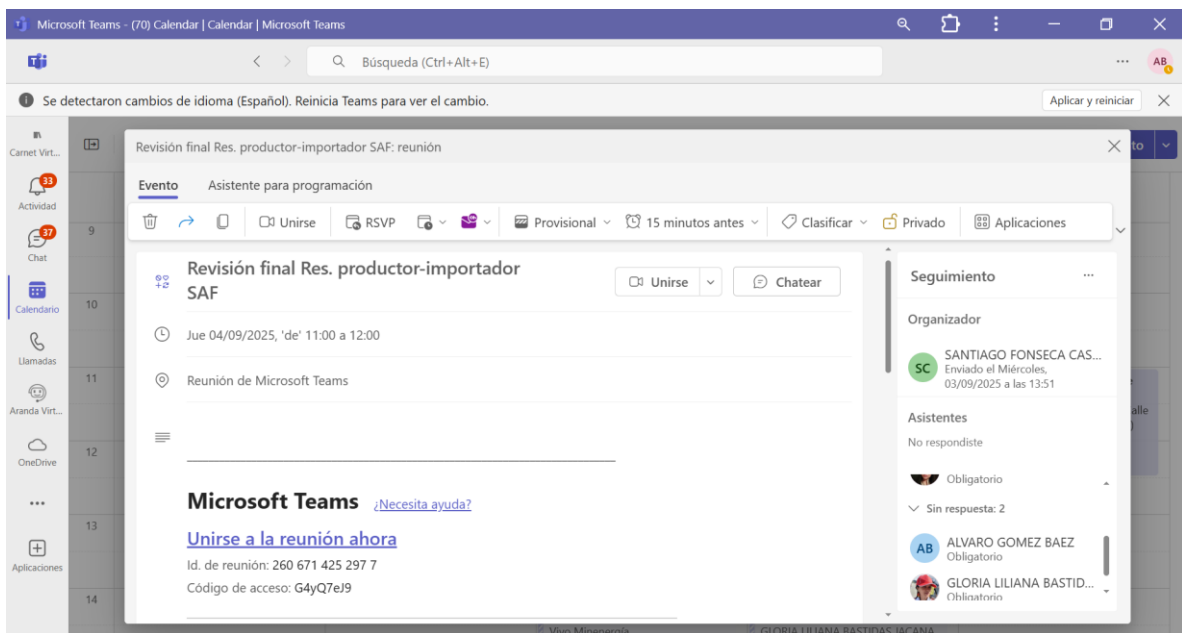 Microsoft Teams - (70) Calendar | Calendar | Microsoft Teams
Búsqueda (Ctrl+Alt+E)
AB
Se detectaron cambios de idioma (Español). Reinicia Teams para ver el cambio.
Aplicar y reiniciar
Carnet Virt...
33
Actividad
37
Chat
Calendario
Llamadas
Aranda Virt...
OneDrive
Aplicaciones
9
10
11
12
13
14
Revisión final Res. productor-importador SAF: reunión
to
Evento
Asistente para programación
Unirse
RSVP
Provisional
15 minutos antes
Clasificar
Privado
Aplicaciones
Revisión final Res. productor-importador
SAF
Unirse
Chatear
Jue 04/09/2025, 'de' 11:00 a 12:00
Reunión de Microsoft Teams
Microsoft Teams ¿Necesita ayuda?
Unirse a la reunión ahora
Id. de reunión: 260 671 425 297 7
Código de acceso: G4yQ7eJ9
Seguimiento
Organizador
SC
SANTIAGO FONSECA CAS...
Enviado el Miércoles,
03/09/2025 a las 13:51
Asistentes
No respondiste
Obligatorio
Sin respuesta: 2
AB
ALVARO GOMEZ BAEZ
Obligatorio
GLORIA LILIANA BASTID...
Obligatorio
alle
Vivo Minenergía
GLORIA LILIANA BASTIDAS JACANA